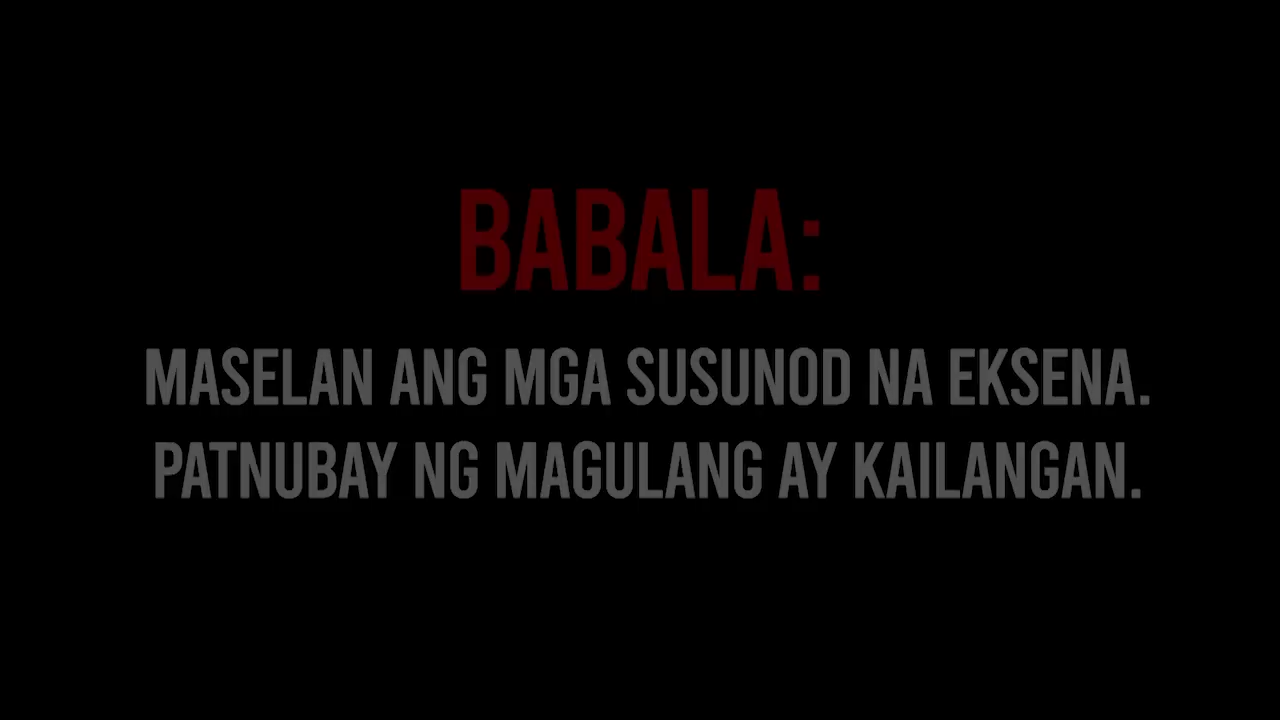 BABALA:
MASELAN ANG MGA SUSUNOD NA EKSENA.
PATNUBAY NG MAGULANG AY KAILANGAN.